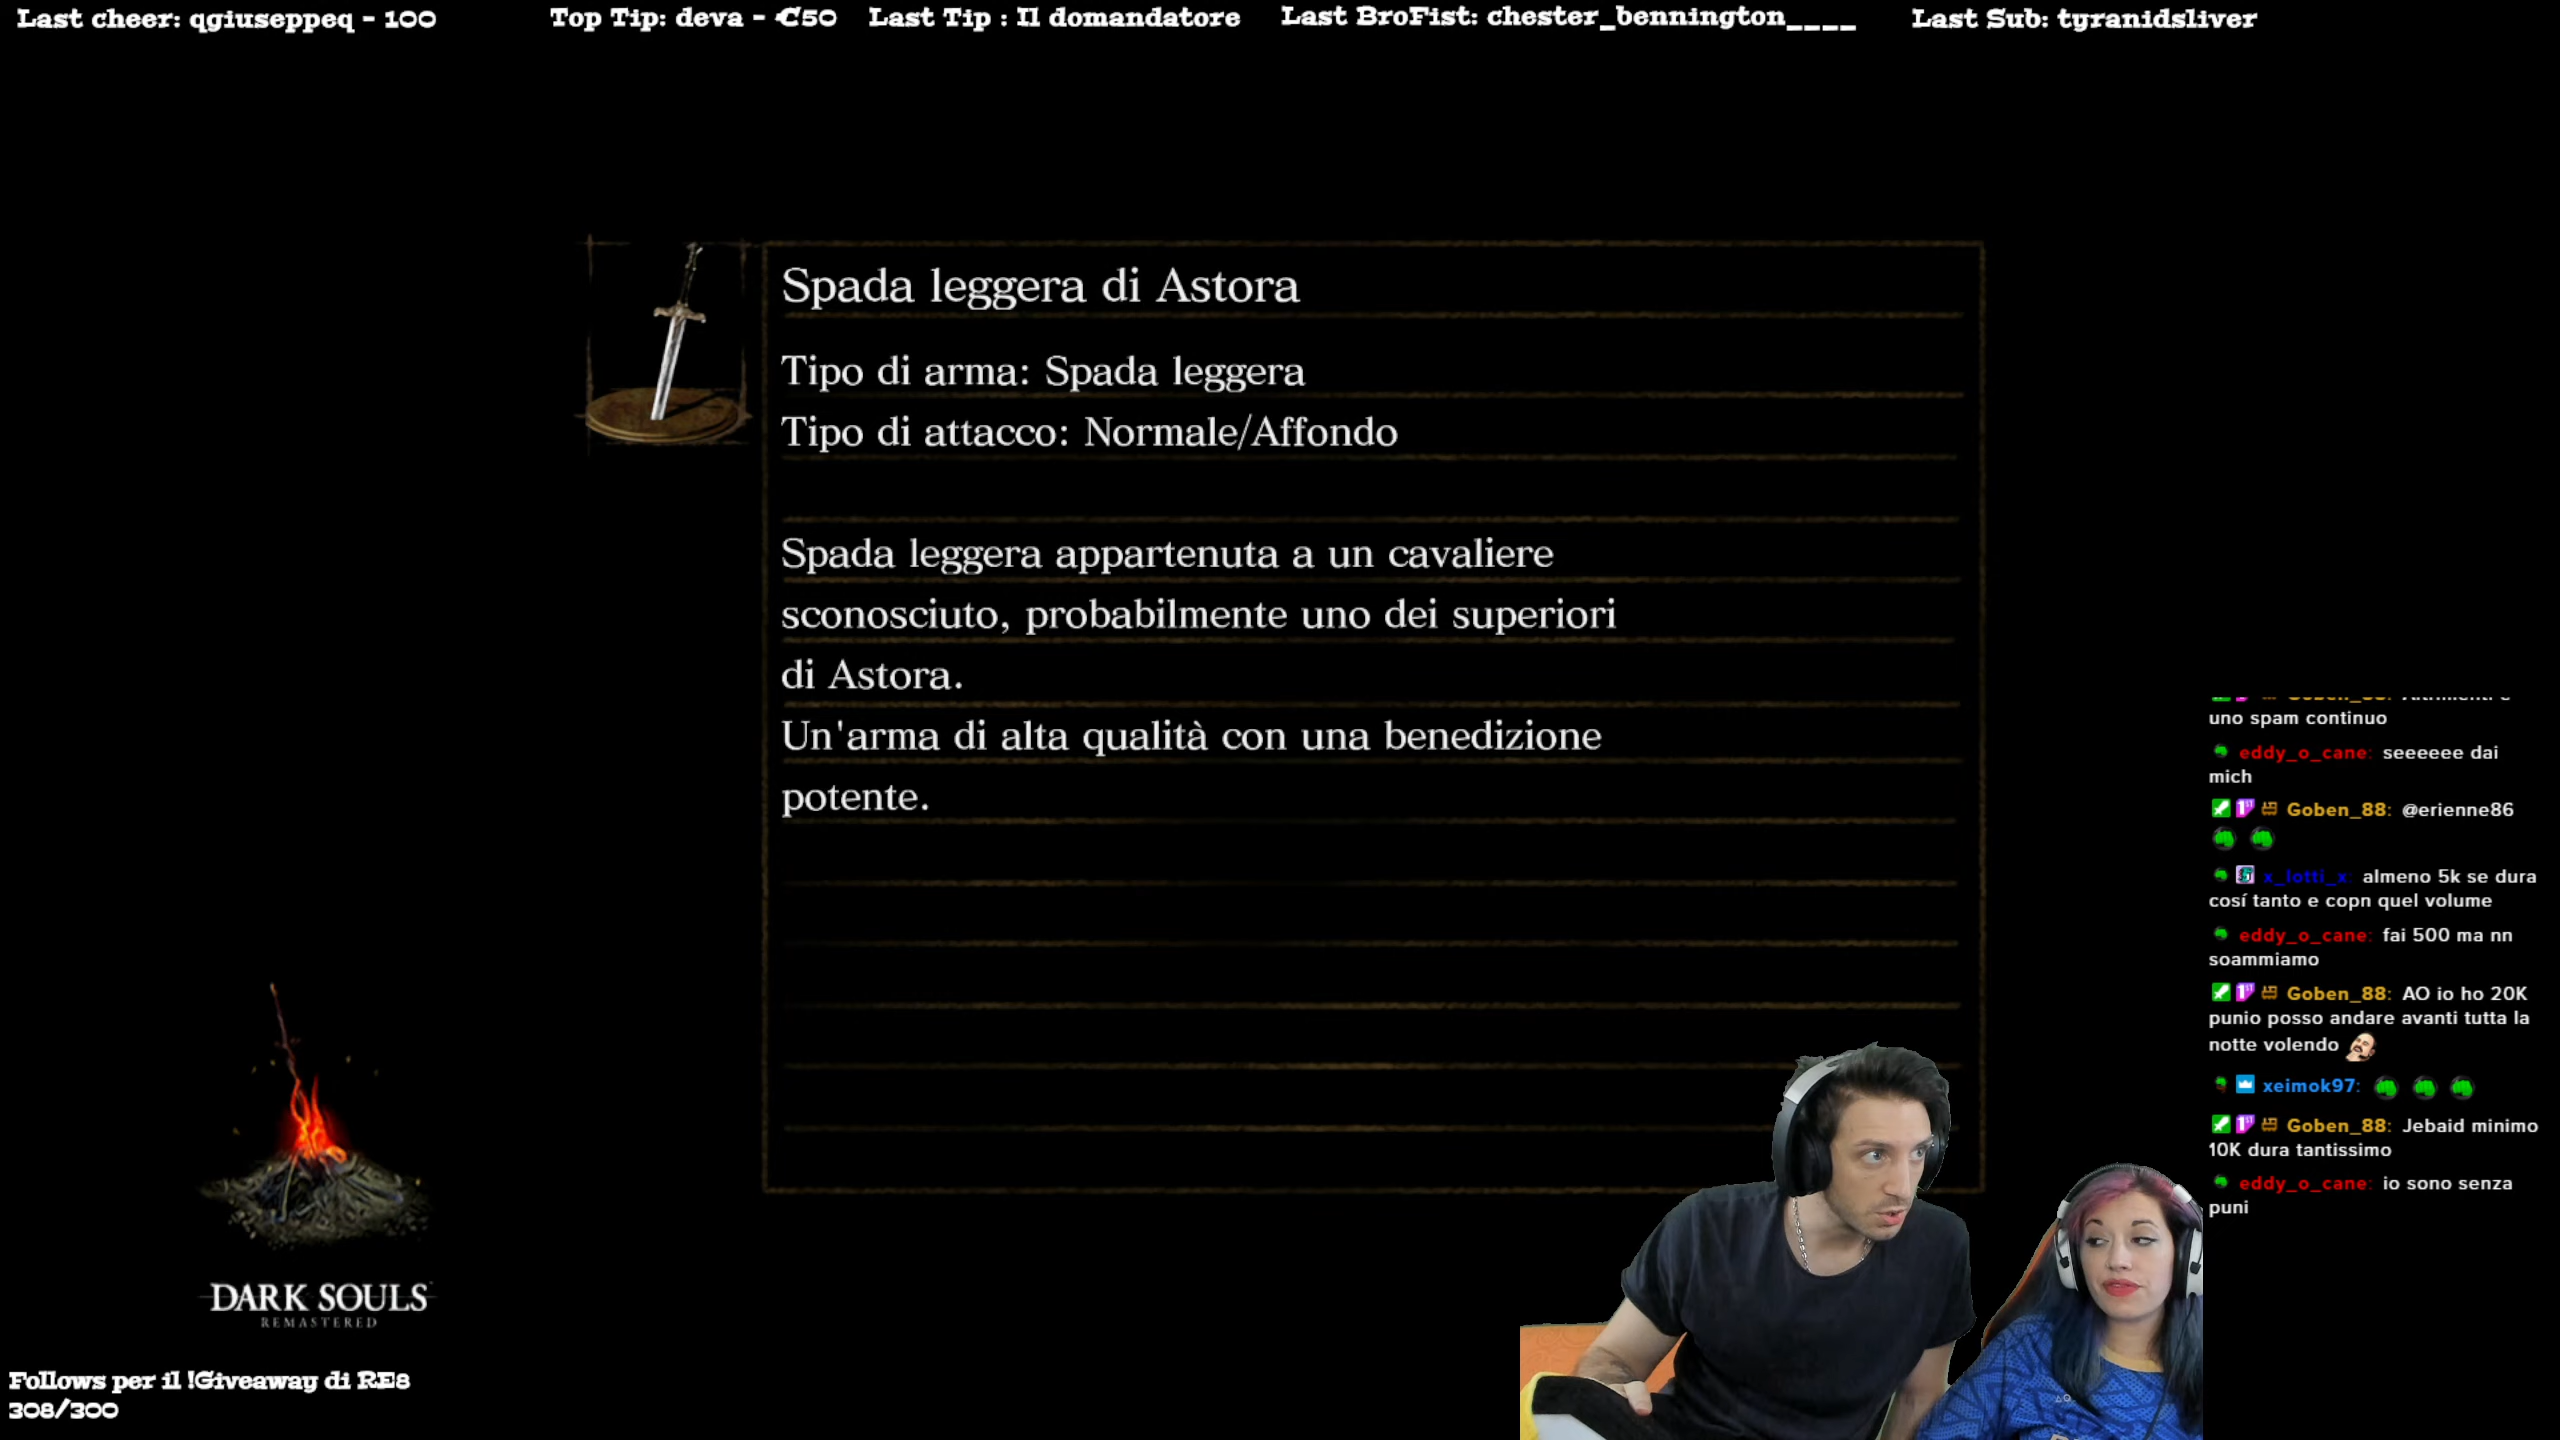 Last cheer: qgiuseppeq - 100
Top Tip: deva - €50
Last Tip : Il domandatore
Last BroFist: chester_bennington____
Last Sub: tyranidsliver
Spada leggera di Astora
Tipo di arma: Spada leggera
Tipo di attacco: Normale/Affondo
Spada leggera appartenuta a un cavaliere
sconosciuto, probabilmente uno dei superiori
di Astora.
Un'arma di alta qualità con una benedizione
potente.
uno spam continuo
eddy_o_cane: seeeeee dai
mich
Goben_88: @erienne86
x_lotti_x: almeno 5k se dura
cosí tanto e copn quel volume
eddy_o_cane: fai 500 ma nn
soammiamo
Goben_88: AO io ho 20K
punio posso andare avanti tutta la
notte volendo
xeimok97:
Goben_88: Jebaid minimo
10K dura tantissimo
eddy_o_cane: io sono senza
puni
DARK SOULS
REMASTERED
Follows per il !Giveaway di RE8
308/300